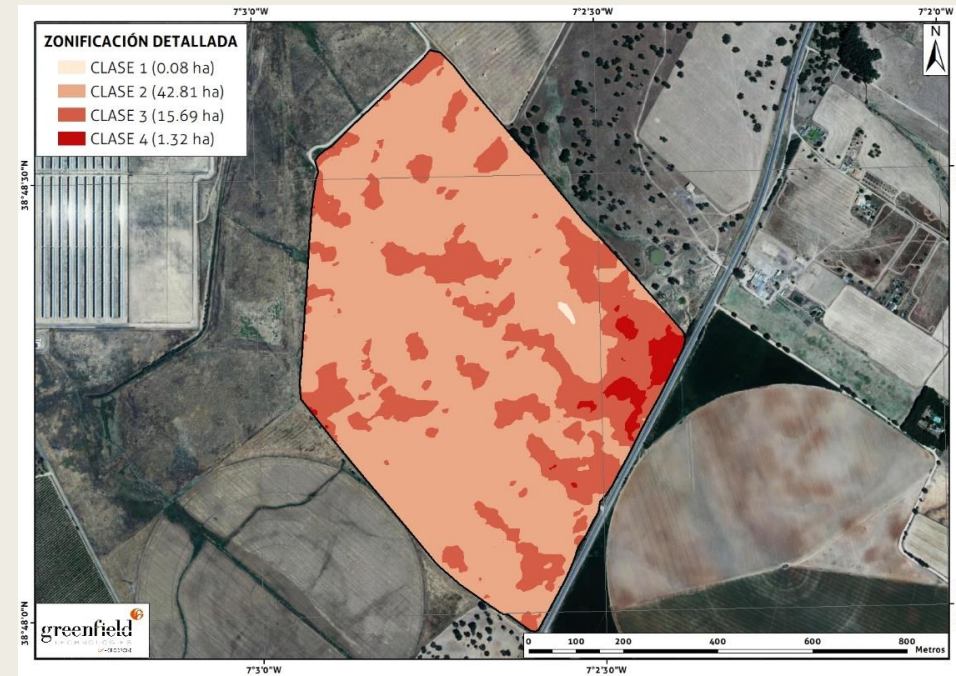 7°3'0"W
7°2'30"W
7°2'0"W
ZONIFICACIÓN DETALLADA
CLASE 1 (0.08 ha)
CLASE 2 (42.81 ha)
CLASE 3 (15.69 ha)
CLASE 4 (1.32 ha)
N
38°48'30"N
38°48'0"N
greenfield
TECHNOLOGIES
0 100 200 400 600 800
Metros
7°3'0"W
7°2'30"W